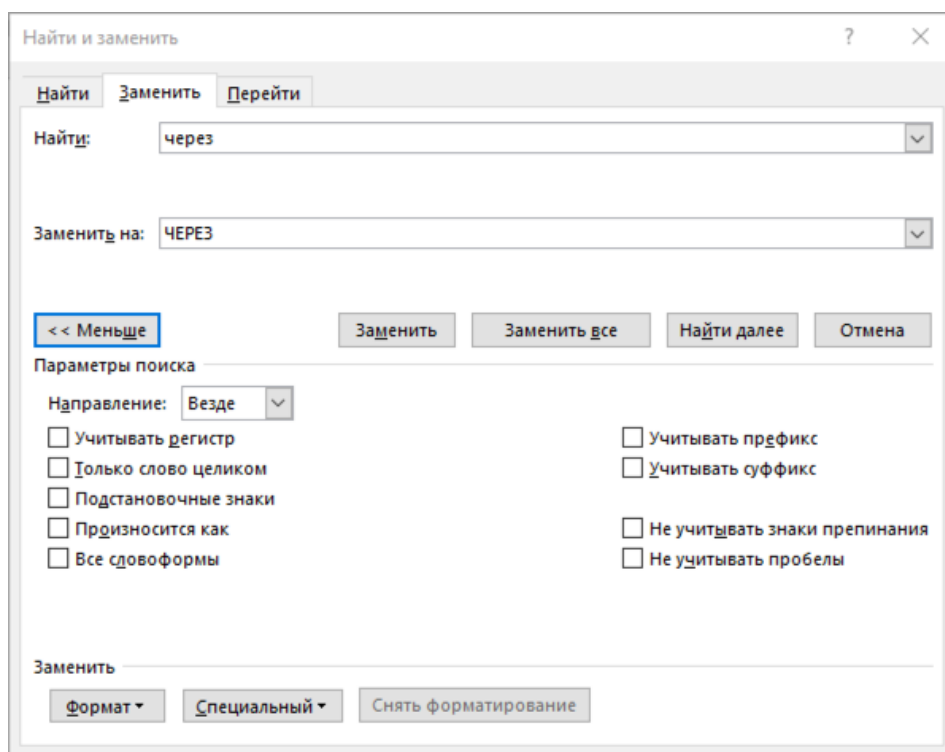 Найти и заменить ?
Найти Заменить Перейти
Найти: через
Заменить на: ЧЕРЕЗ
<< Меньше Заменить Заменить все Найти далее Отмена
Параметры поиска
Направление: Везде
Учитывать регистр Учитывать префикс
Только слово целиком Учитывать суффикс
Подстановочные знаки
Произносится как Не учитывать знаки препинания
Все словоформы Не учитывать пробелы
Заменить
Формат Специальный Снять форматирование